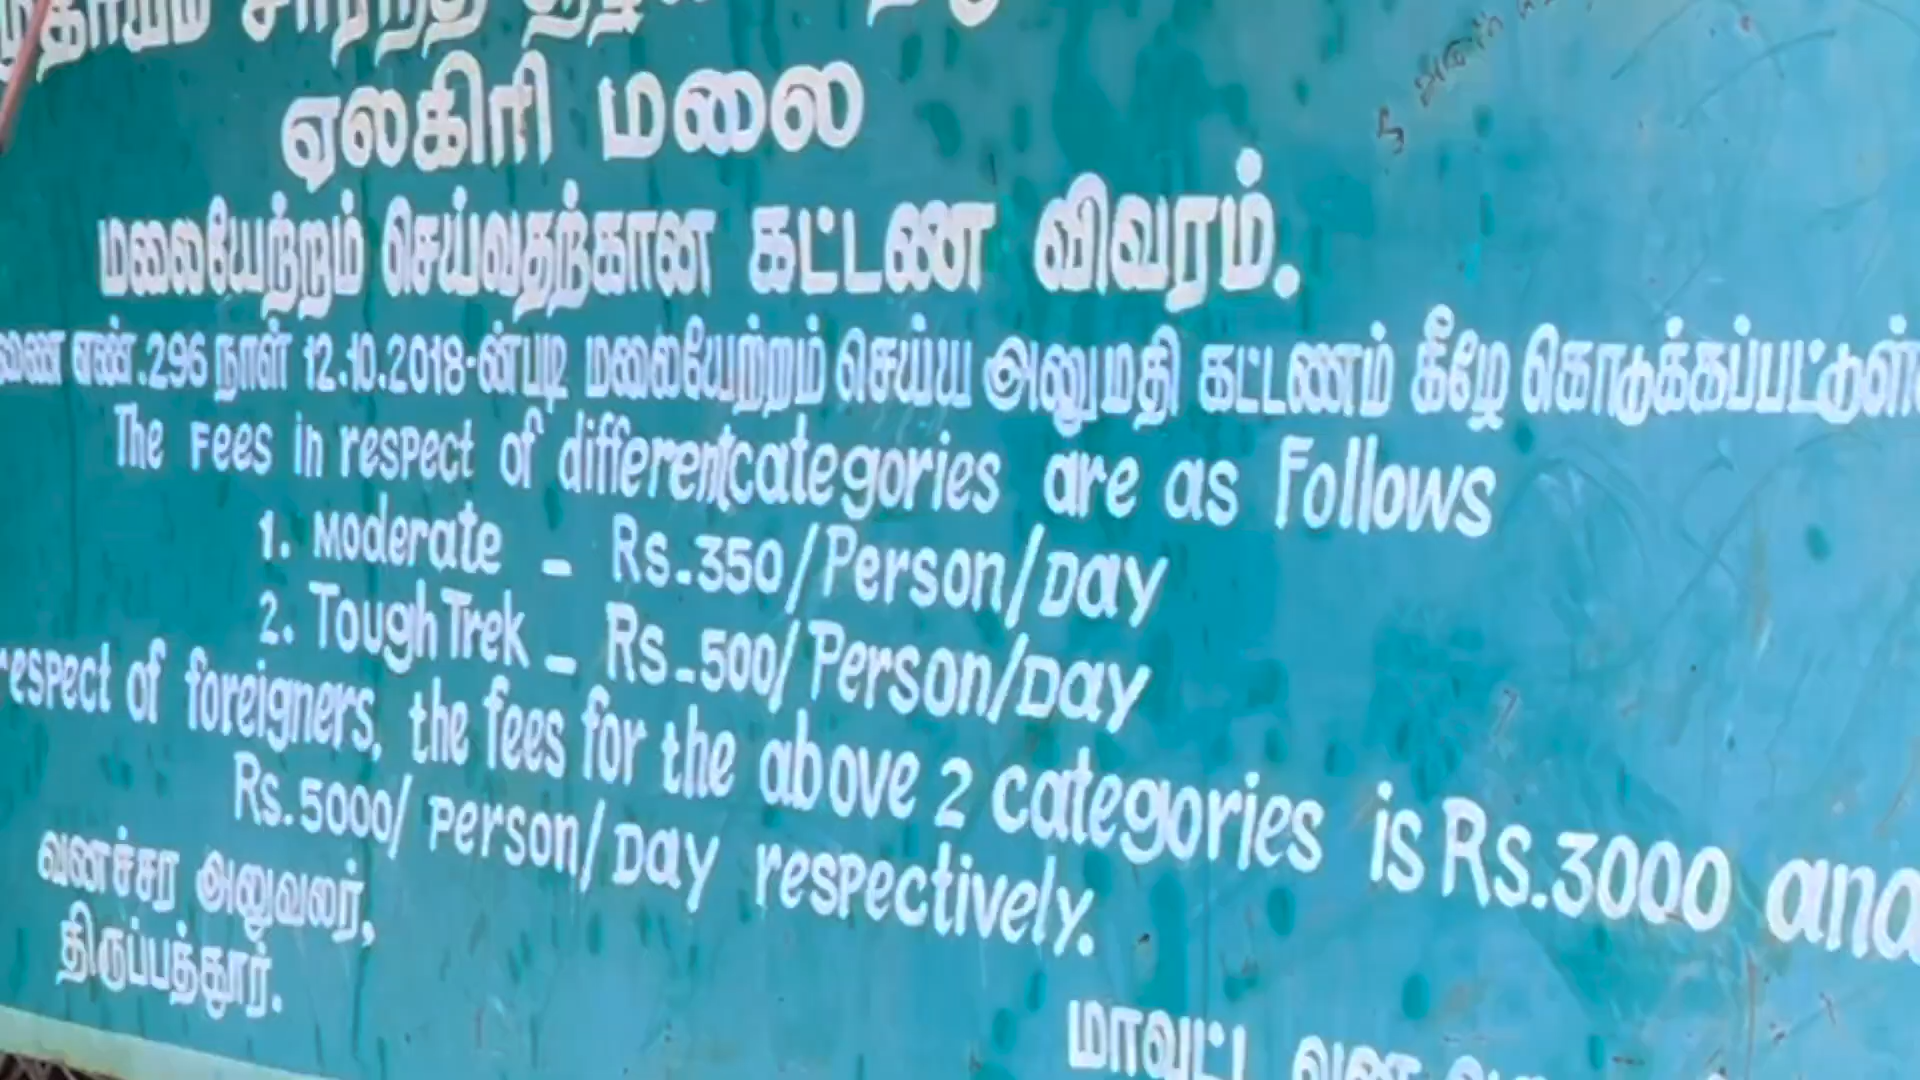 சார்ந்த
ஏலகிரி மலை
மலையேற்றம் செய்வதற்கான கட்டண விவரம்.
எண்.296 நாள் 12.10.2018-ன்படி மலையேற்றம் செய்ய அனுமதி கட்டணம் கீழே கொடுக்கப்பட்டுள்
The Fees in respect of different categories are as Follows
1. Moderate - Rs.350/Person/Day
2. Tough Trek - Rs.500/Person/Day
respect of foreigners, the fees for the above 2 categories is Rs.3000 and
Rs.5000/ Person/Day respectively.
வனச்சர அலுவலர்,
திருப்பத்தூர்.
மாவட்ட வன